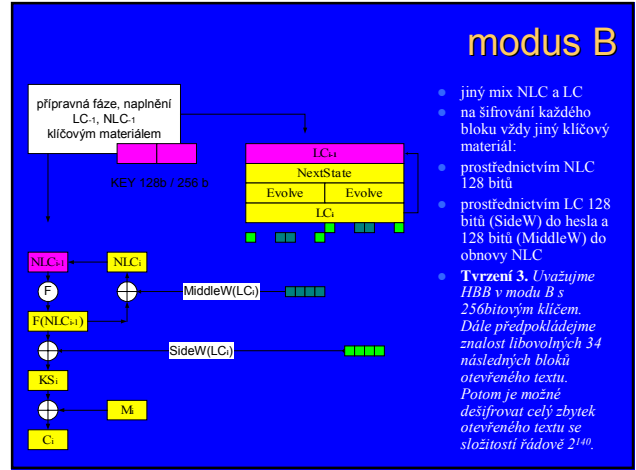 modus B
přípravná fáze, naplnění
LC-1, NLC-1
klíčovým materiálem
KEY 128b / 256 b
LCi-1
NextState
Evolve Evolve
LCi
NLCi-1
NLCi
F
MiddleW(LCi)
F(NLCi-1)
SideW(LCi)
KSi
Mi
Ci
jiný mix NLC a LC
na šifrování každého
bloku vždy jiný klíčový
materiál:
prostřednictvím NLC
128 bitů
prostřednictvím LC 128
bitů (SideW) do hesla a
128 bitů (MiddleW) do
obnovy NLC
Tvrzení 3. Uvažujme
HBB v modu B s
256bitovým klíčem.
Dále předpokládejme
znalost libovolných 34
následných bloků
otevřeného textu.
Potom je možné
dešifrovat celý zbytek
otevřeného textu se
složitostí řádově 2^140.